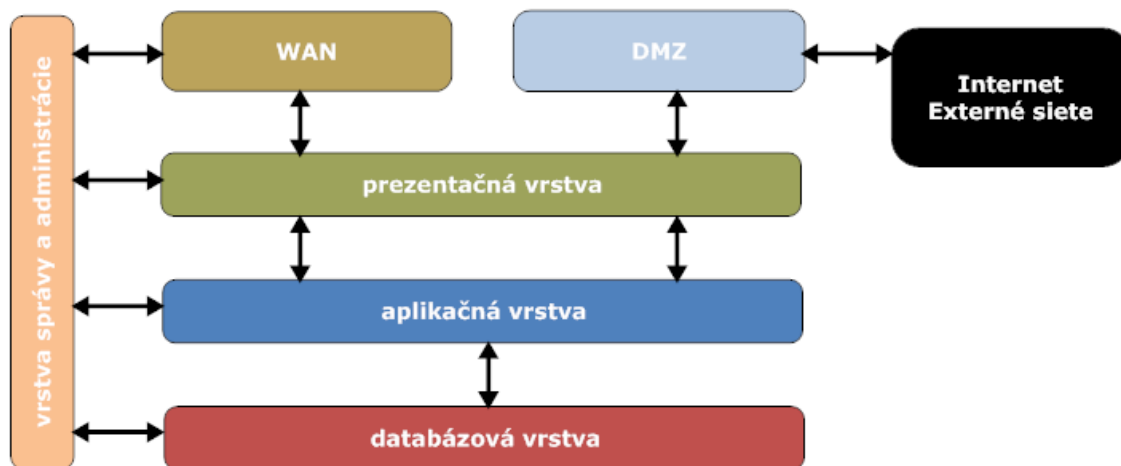 vrstva správy a administrácie
WAN
DMZ
Internet
Externé siete
prezentačná vrstva
aplikačná vrstva
databázová vrstva